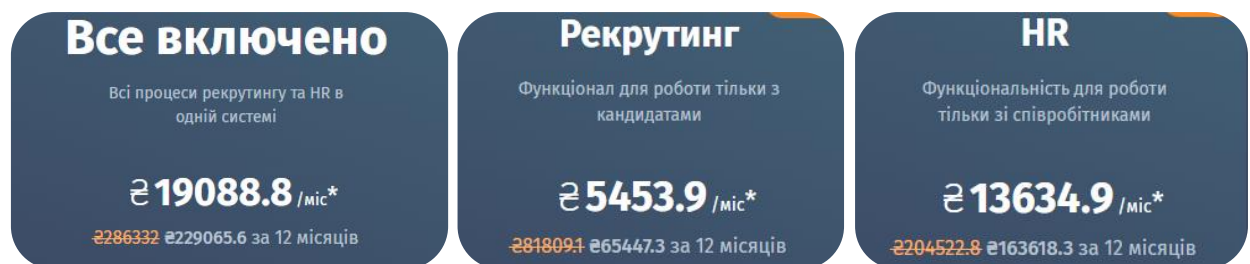 Все включено
Всі процеси рекрутингу та HR в
одній системі
₴19088.8 /міс*
₴286332 ₴229065.6 за 12 місяців
Рекрутинг
Функціонал для роботи тільки з
кандидатами
₴5453.9 /міс*
₴81809.1 ₴65447.3 за 12 місяців
HR
Функціональність для роботи
тільки зі співробітниками
₴13634.9 /міс*
₴204522.8 ₴163618.3 за 12 місяців